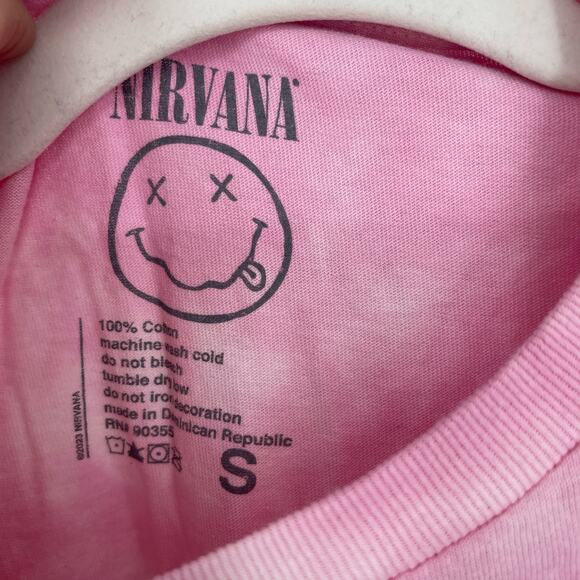 NIRVANA
100% Cotton
machine wash cold
do not bleach
tumble dry low
do not iron decoration
made in Dominican Republic
RN# 90355
©2023 NIRVANA
S